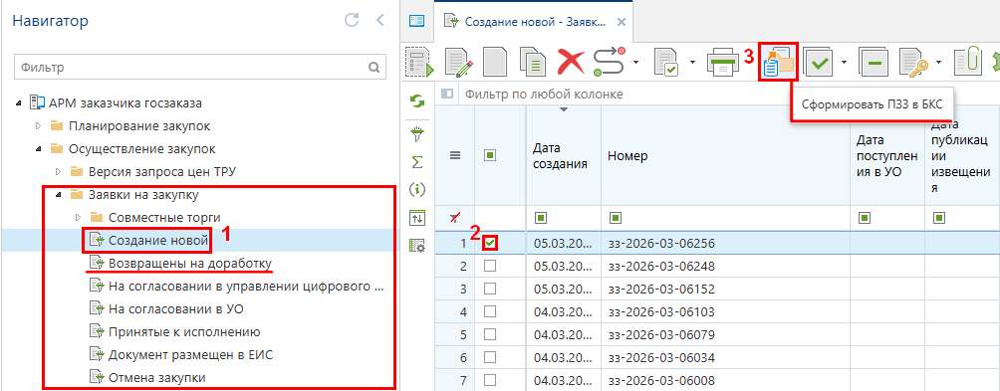 Навигатор
Фильтр
АРМ заказчика госзаказа
Планирование закупок
Осуществление закупок
Версия запроса цен ТРУ
Заявки на закупку
Совместные торги
Создание новой 1
Возвращены на доработку
На согласовании в управлении цифрового ...
На согласовании в УО
Принятые к исполнению
Документ размещен в ЕИС
Отмена закупки
Создание новой - Заявк...
3
Сформировать ПЗЗ в БКС
Фильтр по любой колонке
Дата
создания
Номер
Дата
поступлен
ия в УО
Дата
публикац
ии
извещени
я
2
1 05.03.20... зз-2026-03-06256
2 05.03.20... зз-2026-03-06248
3 05.03.20... зз-2026-03-06152
4 04.03.20... зз-2026-03-06103
5 04.03.20... зз-2026-03-06079
6 04.03.20... зз-2026-03-06034
7 04.03.20... зз-2026-03-06008